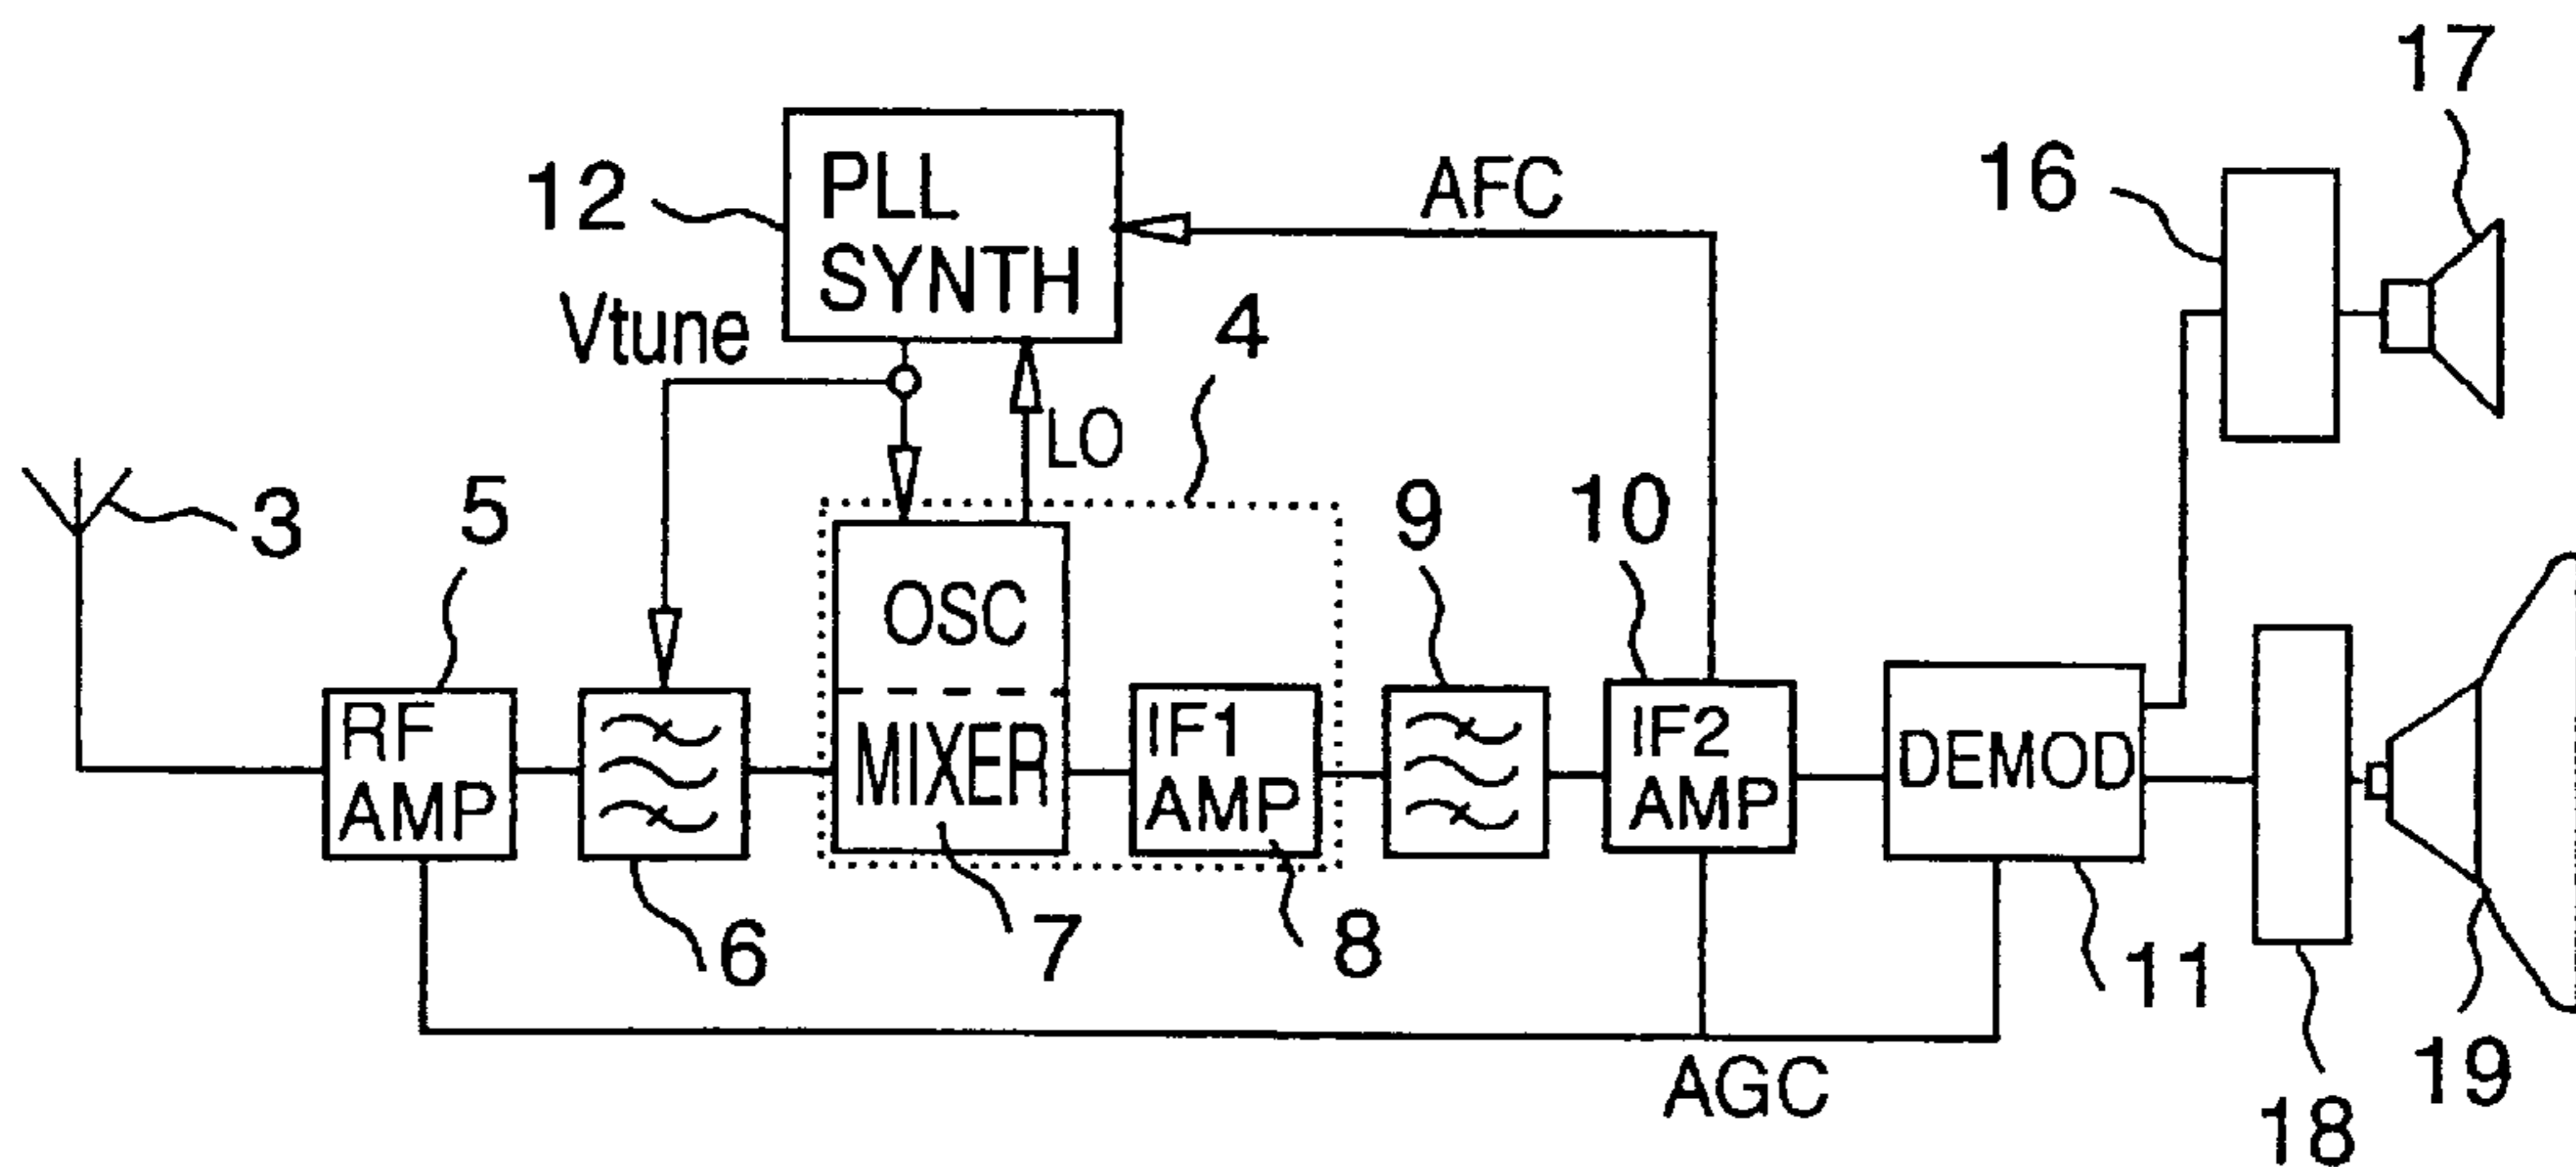 17
12
PLL
SYNTH
AFC
16
Vtune
4
LO
3
5
9
10
OSC
RF
AMP
MIXER
IF1
AMP
IF2
AMP
DEMOD
6
7
8
11
AGC
18
19